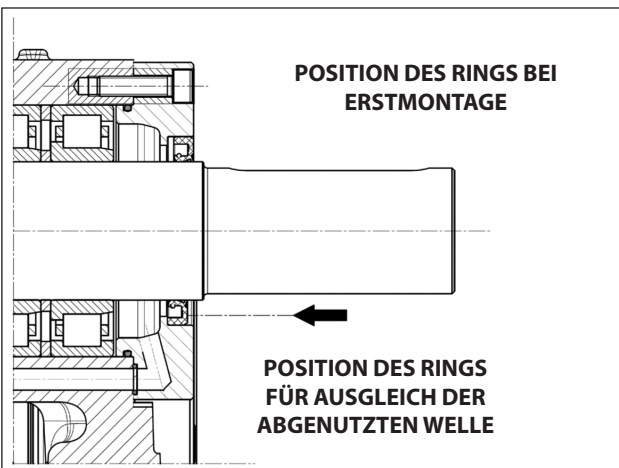 POSITION DES RINGS BEI
ERSTMONTAGE
POSITION DES RINGS
FÜR AUSGLEICH DER
ABGENUTZTEN WELLE